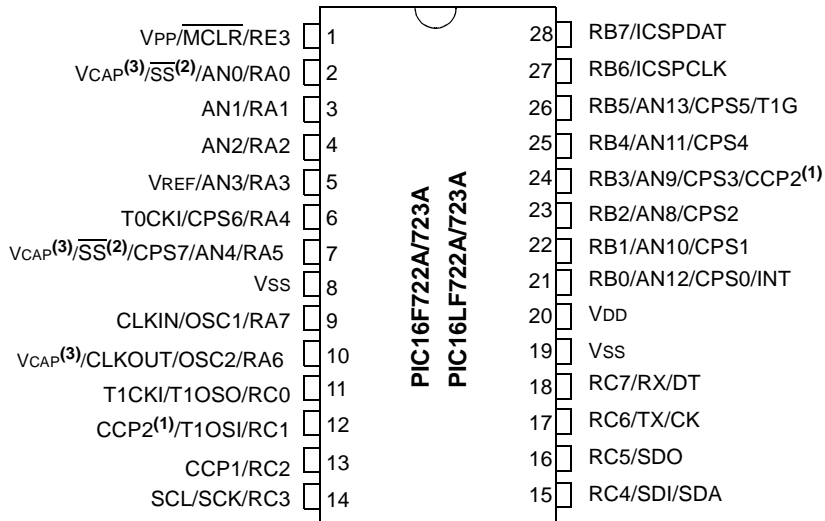 VPP/MCLR/RE3 1
VCAP(3)/SS(2)/AN0/RA0 2
AN1/RA1 3
AN2/RA2 4
VREF/AN3/RA3 5
T0CKI/CPS6/RA4 6
VCAP(3)/SS(2)/CPS7/AN4/RA5 7
VSS 8
CLKIN/OSC1/RA7 9
VCAP(3)/CLKOUT/OSC2/RA6 10
T1CKI/T1OSO/RC0 11
CCP2(1)/T1OSI/RC1 12
CCP1/RC2 13
SCL/SCK/RC3 14
PIC16F722A/723A
PIC16LF722A/723A
28 RB7/ICSPDAT
27 RB6/ICSPCLK
26 RB5/AN13/CPS5/T1G
25 RB4/AN11/CPS4
24 RB3/AN9/CPS3/CCP2(1)
23 RB2/AN8/CPS2
22 RB1/AN10/CPS1
21 RB0/AN12/CPS0/INT
20 VDD
19 VSS
18 RC7/RX/DT
17 RC6/TX/CK
16 RC5/SDO
15 RC4/SDI/SDA